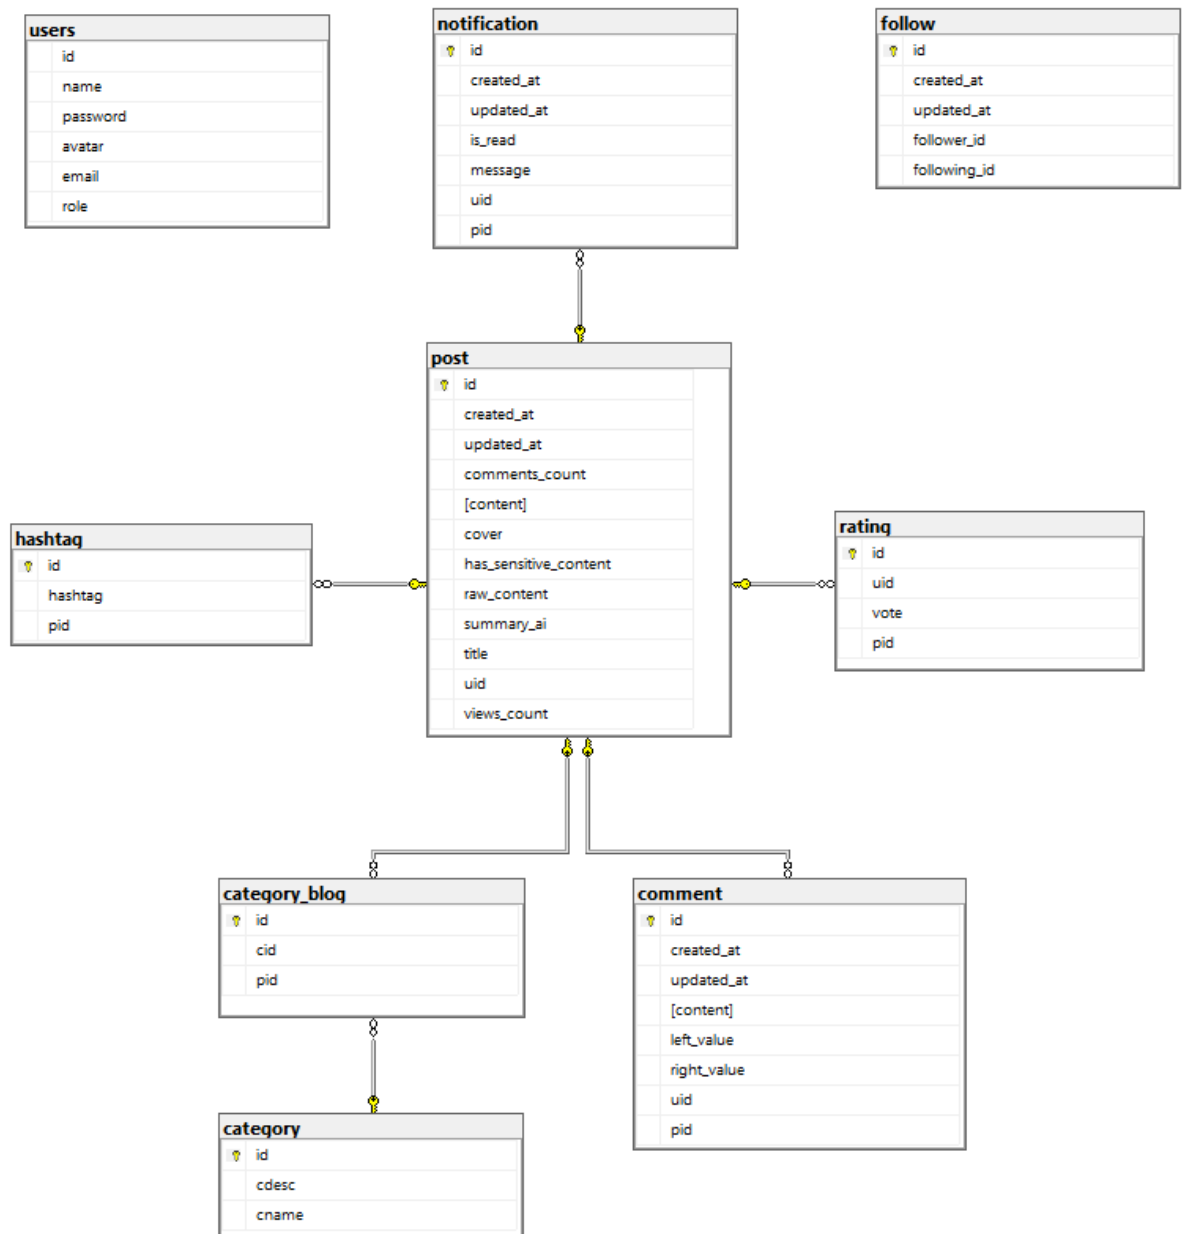 users
id
name
password
avatar
email
role
notification
id
created_at
updated_at
is_read
message
uid
pid
follow
id
created_at
updated_at
follower_id
following_id
post
id
created_at
updated_at
comments_count
[content]
cover
has_sensitive_content
raw_content
summary_ai
title
uid
views_count
hashtag
id
hashtag
pid
rating
id
uid
vote
pid
category_blog
id
cid
pid
comment
id
created_at
updated_at
[content]
left_value
right_value
uid
pid
category
id
cdesc
cname